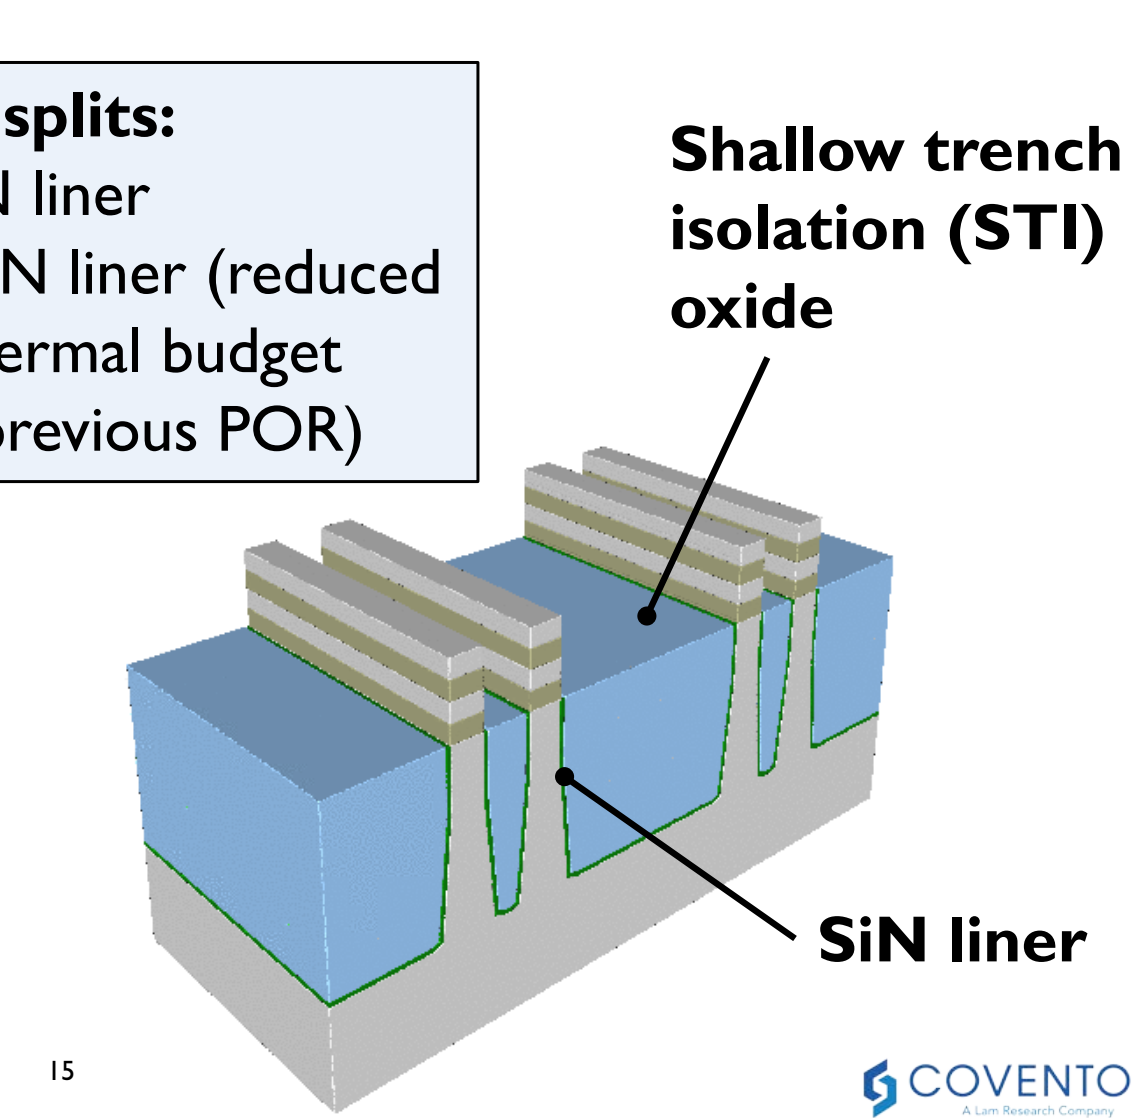 splits:
N liner
N liner (reduced
ermal budget
previous POR)
Shallow trench
isolation (STI)
oxide
SiN liner
15
COVENTO
A Lam Research Company